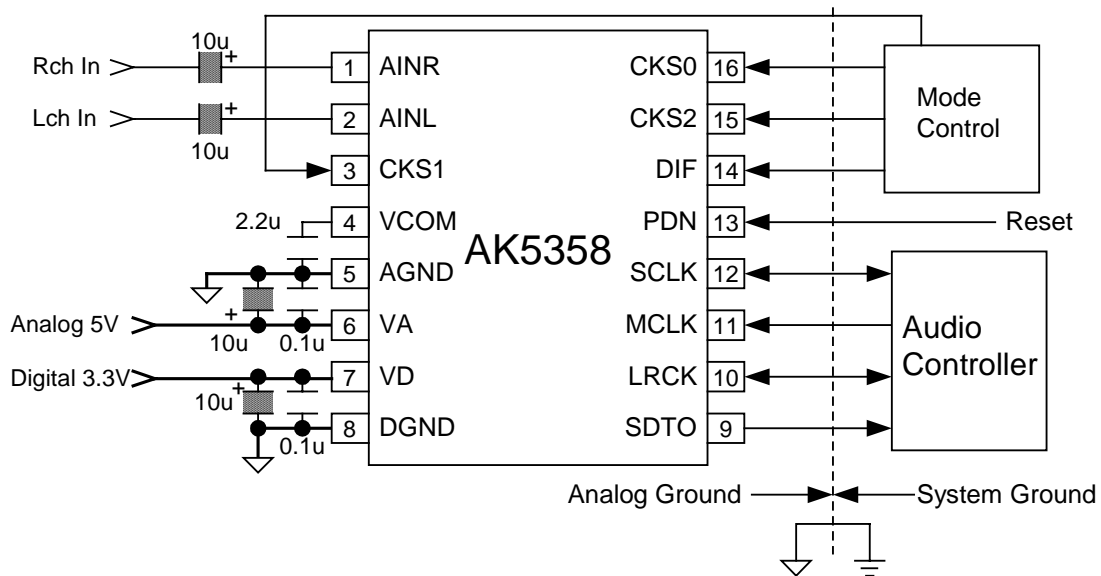 10u
+
Rch In
1
AINR
CKS0
16
Mode
Control
+
Lch In
2
AINL
CKS2
15
10u
3
CKS1
DIF
14
2.2u
4
VCOM
PDN
13
Reset
AK5358
5
AGND
SCLK
12
Analog 5V
+
10u
0.1u
6
VA
MCLK
11
Audio
Controller
Digital 3.3V
7
VD
LRCK
10
10u
+
8
DGND
SDTO
9
0.1u
Analog Ground
System Ground